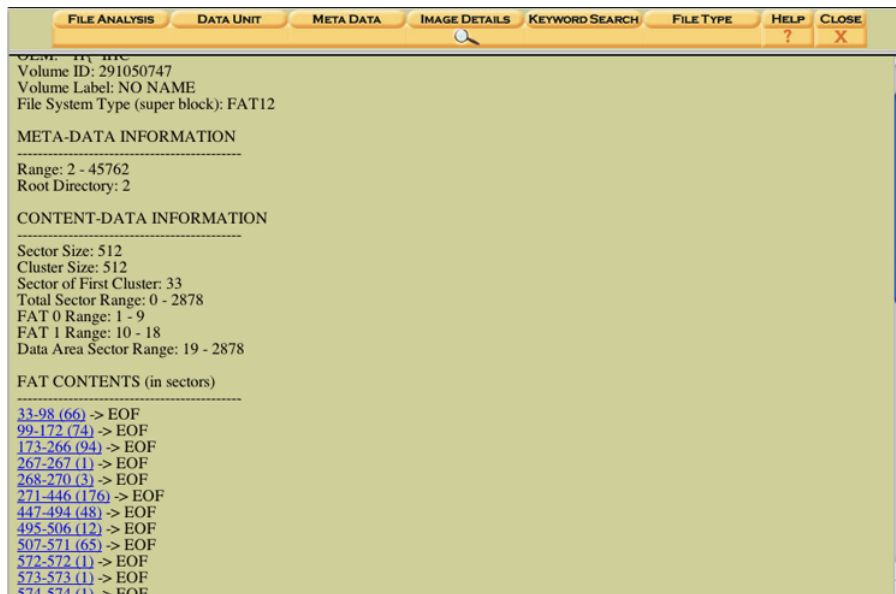 FILE ANALYSIS DATA UNIT META DATA IMAGE DETAILS KEYWORD SEARCH FILE TYPE HELP CLOSE
? X
Volume ID: 291050747
Volume Label: NO NAME
File System Type (super block): FAT12
META-DATA INFORMATION
--------------------------------------------
Range: 2 - 45762
Root Directory: 2
CONTENT-DATA INFORMATION
--------------------------------------------
Sector Size: 512
Cluster Size: 512
Sector of First Cluster: 33
Total Sector Range: 0 - 2878
FAT 0 Range: 1 - 9
FAT 1 Range: 10 - 18
Data Area Sector Range: 19 - 2878
FAT CONTENTS (in sectors)
--------------------------------------------
33-98 (66) -> EOF
99-172 (74) -> EOF
173-266 (94) -> EOF
267-267 (1) -> EOF
268-270 (3) -> EOF
271-446 (176) -> EOF
447-494 (48) -> EOF
495-506 (12) -> EOF
507-571 (65) -> EOF
572-572 (1) -> EOF
573-573 (1) -> EOF
574-574 (1) -> EOF